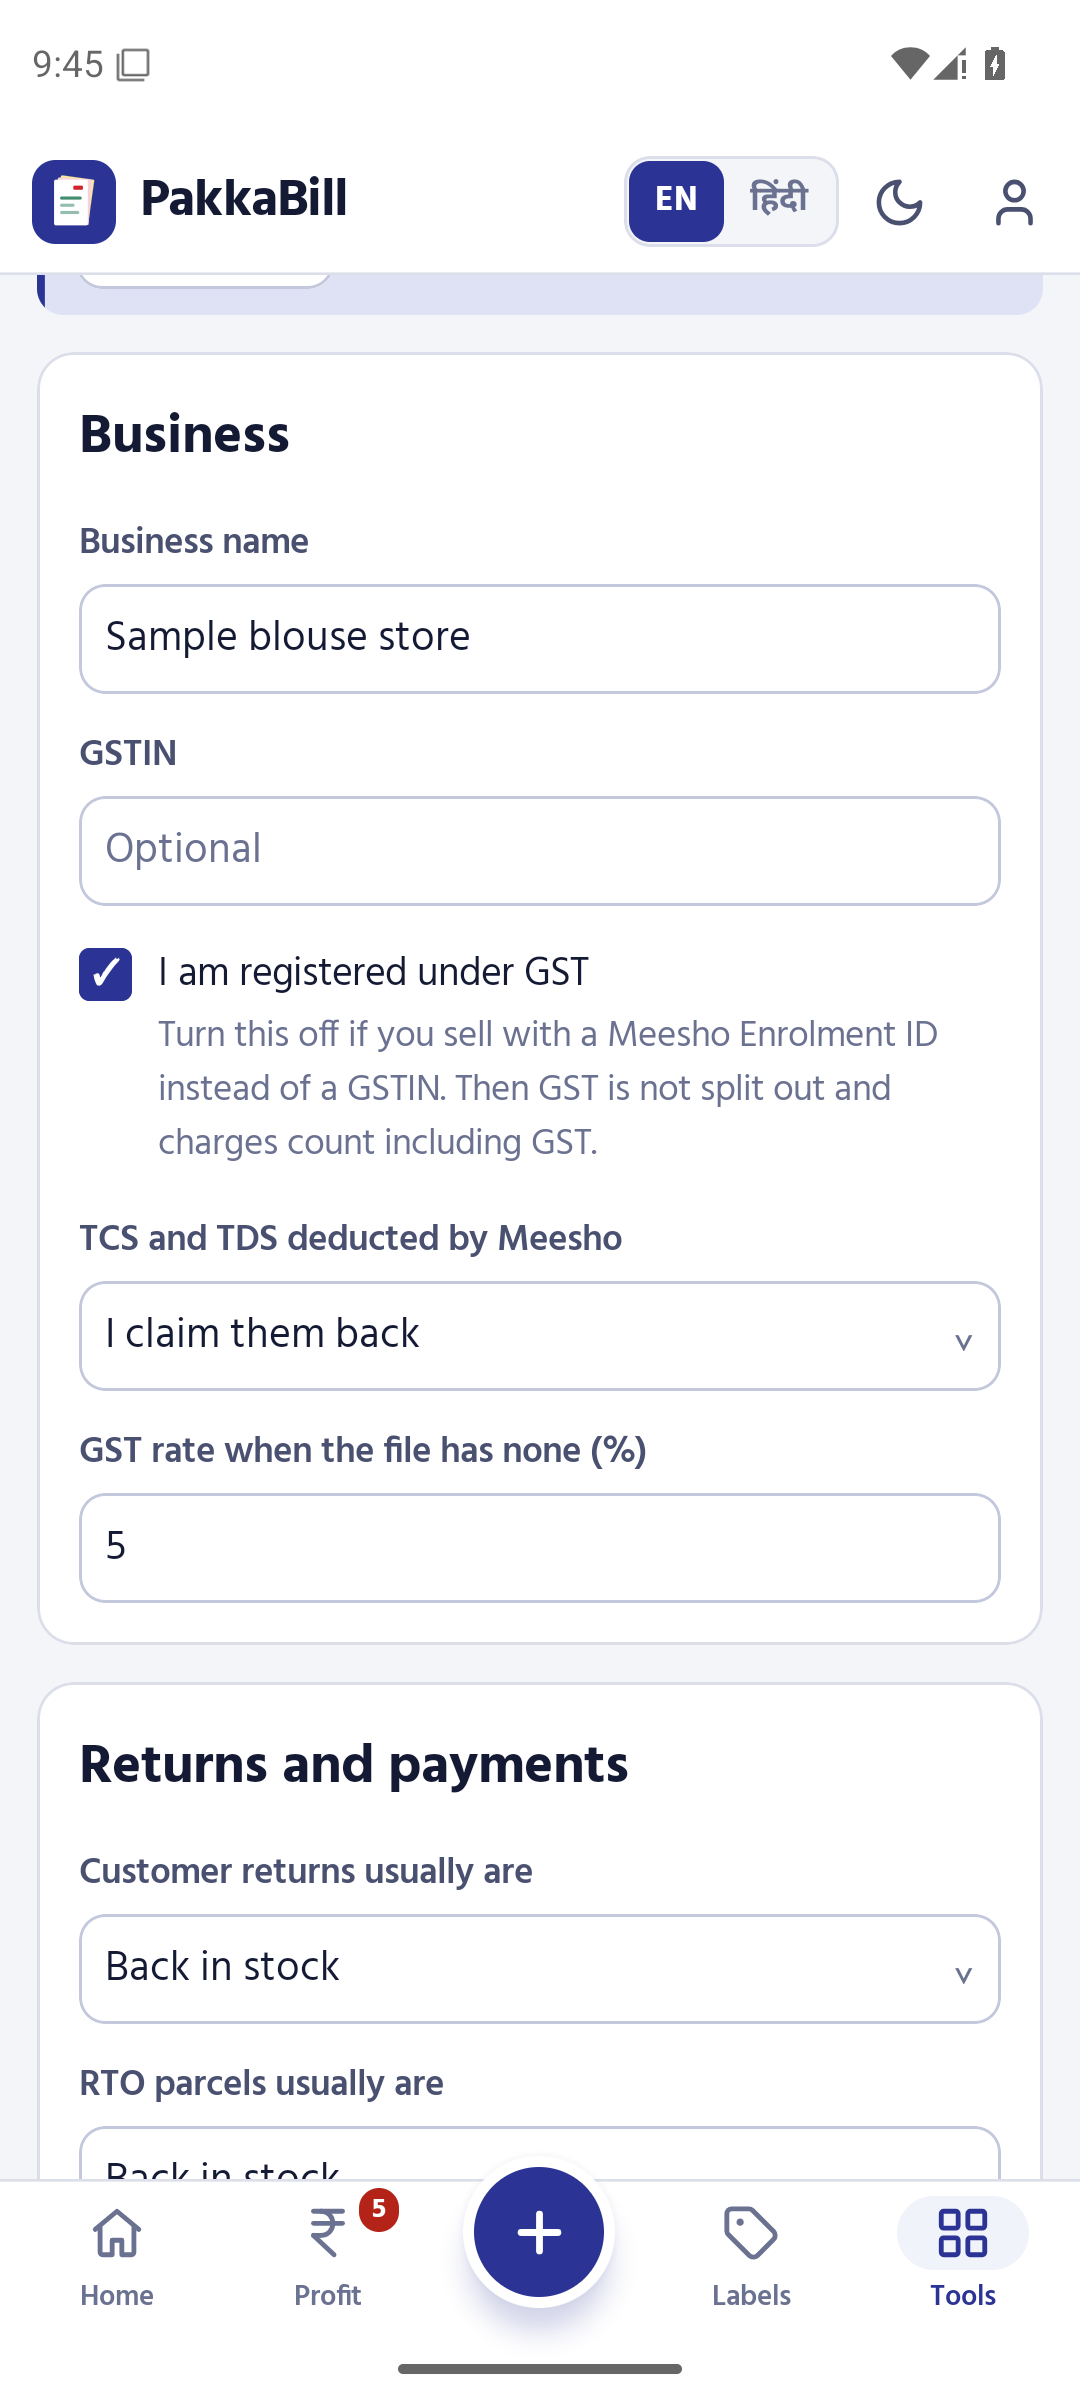 9:45
PakkaBill
EN हिंदी
Business
Business name
Sample blouse store
GSTIN
Optional
I am registered under GST
Turn this off if you sell with a Meesho Enrolment ID
instead of a GSTIN. Then GST is not split out and
charges count including GST.
TCS and TDS deducted by Meesho
I claim them back
GST rate when the file has none (%)
5
Returns and payments
Customer returns usually are
Back in stock
RTO parcels usually are
Back in stock
5
Home
Profit
Labels
Tools